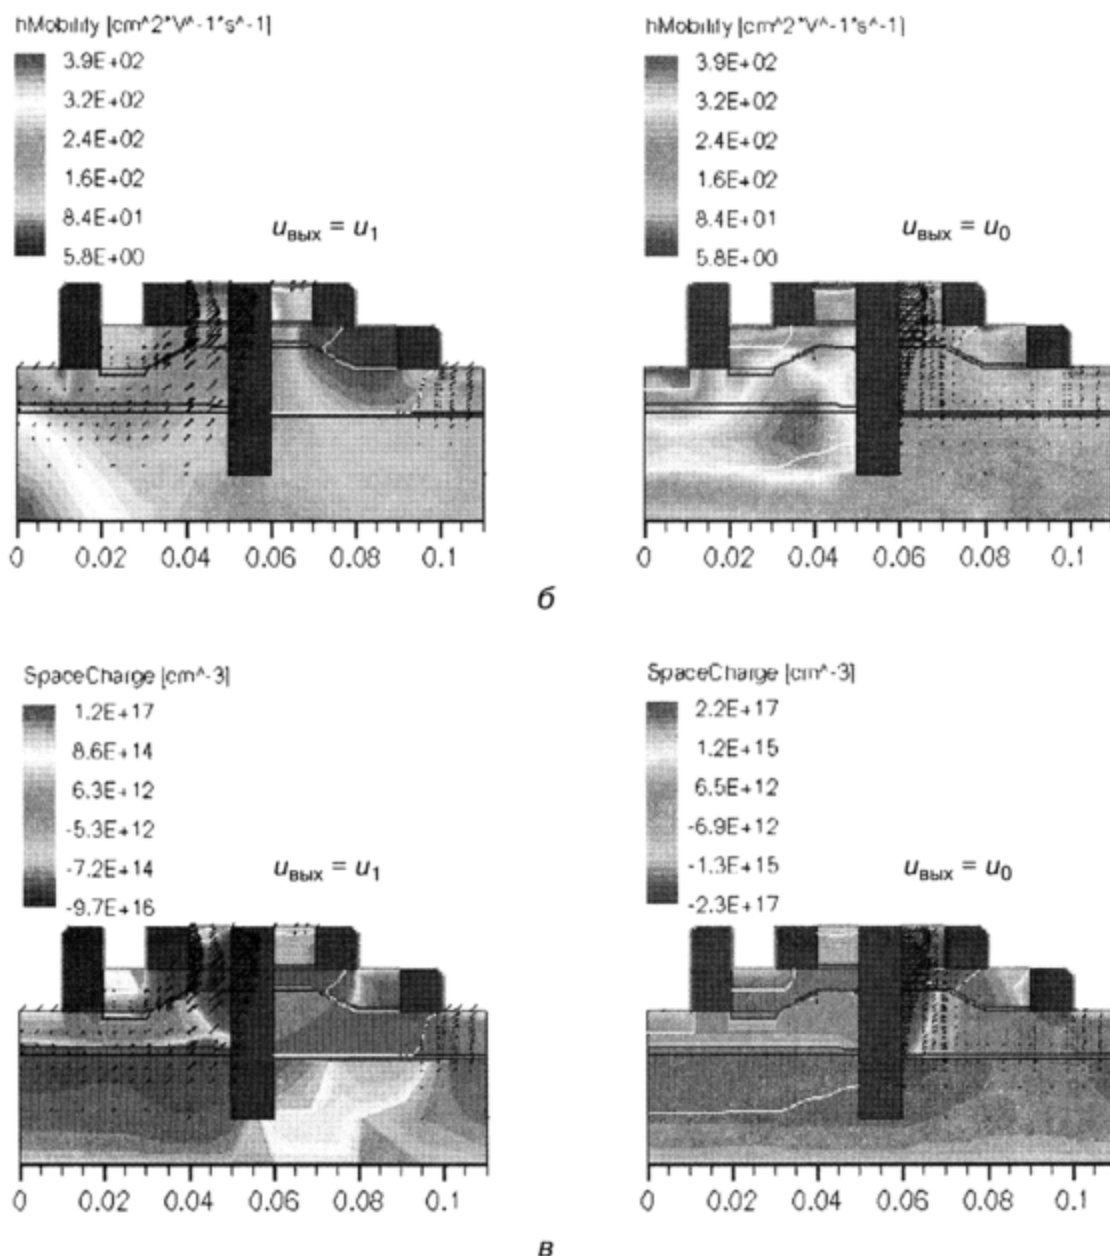 hMobility [cm^2*V^-1*s^-1]
3.9E+02
3.2E+02
2.4E+02
1.6E+02
8.4E+01
5.8E+00
uвых = u1
0 0.02 0.04 0.06 0.08 0.1
hMobility [cm^2*V^-1*s^-1]
3.9E+02
3.2E+02
2.4E+02
1.6E+02
8.4E+01
5.8E+00
uвых = u0
0 0.02 0.04 0.06 0.08 0.1
б
SpaceCharge [cm^-3]
1.2E+17
8.6E+14
6.3E+12
-5.3E+12
-7.2E+14
-9.7E+16
uвых = u1
0 0.02 0.04 0.06 0.08 0.1
SpaceCharge [cm^-3]
2.2E+17
1.2E+15
6.5E+12
-6.9E+12
-1.3E+15
-2.3E+17
uвых = u0
0 0.02 0.04 0.06 0.08 0.1
в